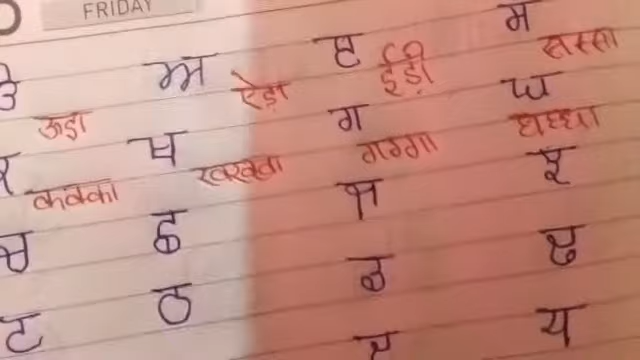 ੳ ਅ ੲ ਸ
ऊड़ा ऐड़ा ईड़ी सस्सा
ਖ ਗ ਘ
कक्का खख्खा गग्गा घघ्घा
ਚ ਛ ਜ ਝ
ਟ ਠ ਡ ਢ
ਧ
FRIDAY